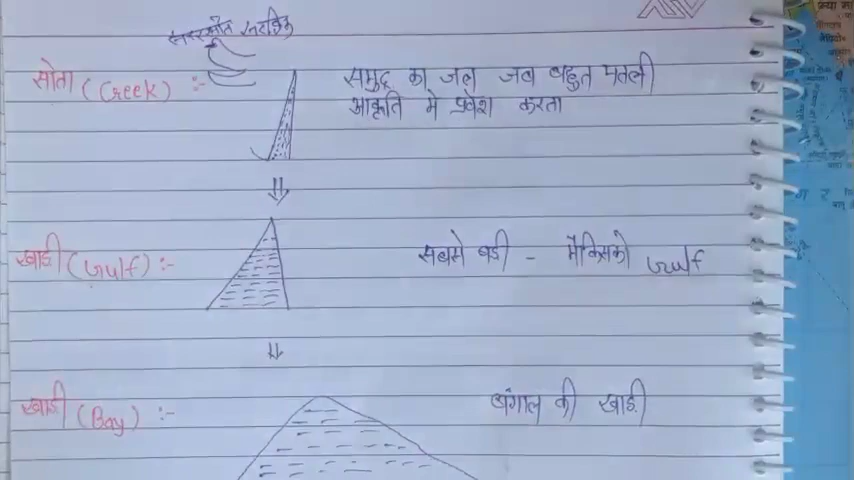 सोता (Creek) :-
समुद्र का जल जब बहुत पतली
आकृति मे प्रवेश करता
खाड़ी (Gulf) :-
सबसे बडी - मैक्सिको Gulf
खाड़ी (Bay) :-
बंगाल की खाड़ी